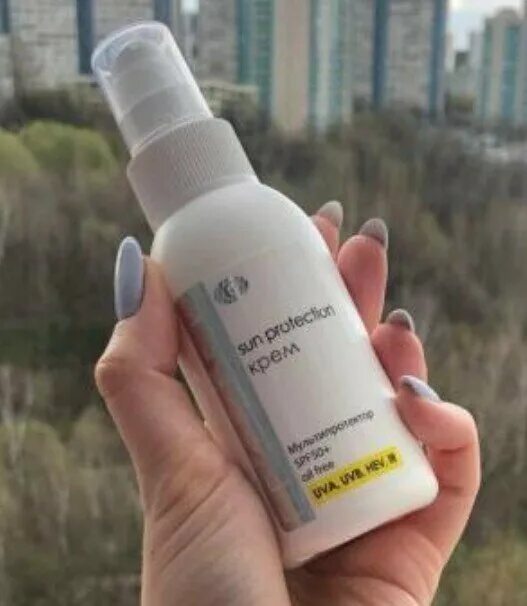 sun protection
крем
Мультипротектор
SPF50+
oil free
UVA, UVB, HEV, IR